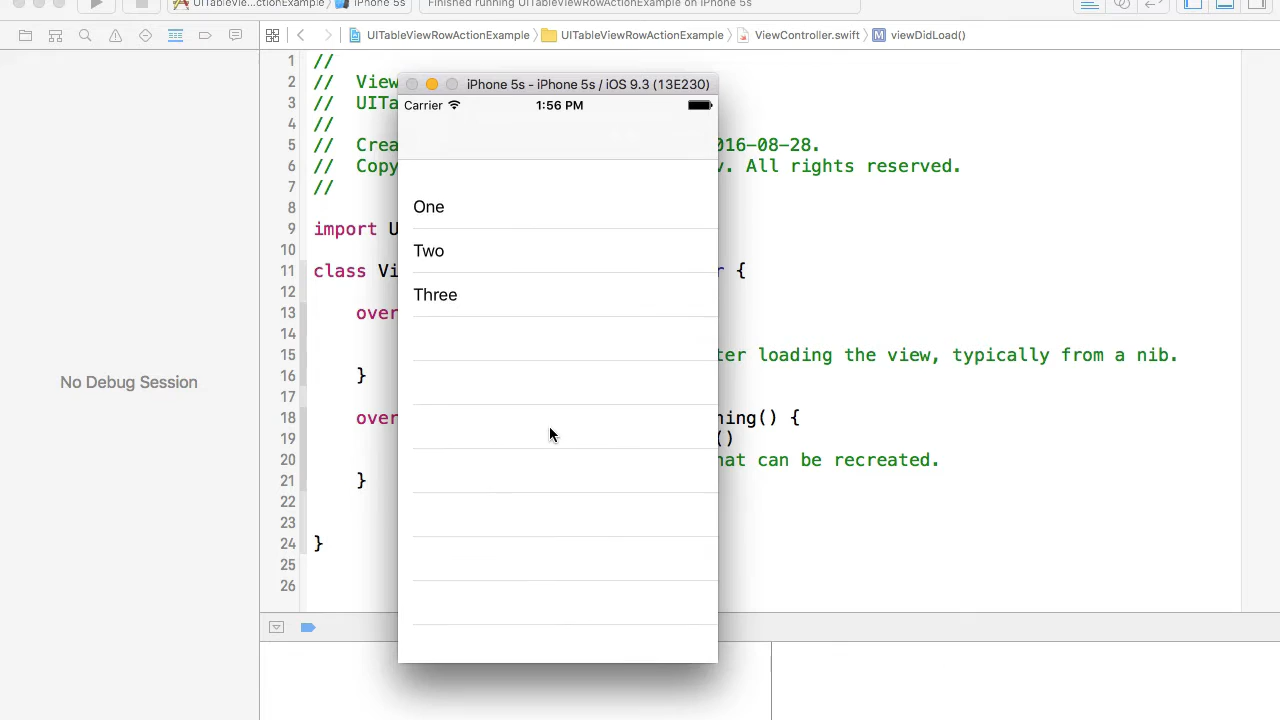 UITableVie...ctionExample iPhone 5s Finished running UITableViewRowActionExample on iPhone 5s
UITableViewRowActionExample UITableViewRowActionExample ViewController.swift M viewDidLoad()
iPhone 5s - iPhone 5s / iOS 9.3 (13E230)
Carrier 1:56 PM
One
Two
Three
No Debug Session
1 //
2 // View
3 // UITa
4 //
5 // Crea 016-08-28.
6 // Copy v. All rights reserved.
7 //
8
9 import U
10
11 class Vi r {
12
13 over
14
15 ter loading the view, typically from a nib.
16 }
17
18 over ning() {
19 ()
20 hat can be recreated.
21 }
22
23
24 }
25
26